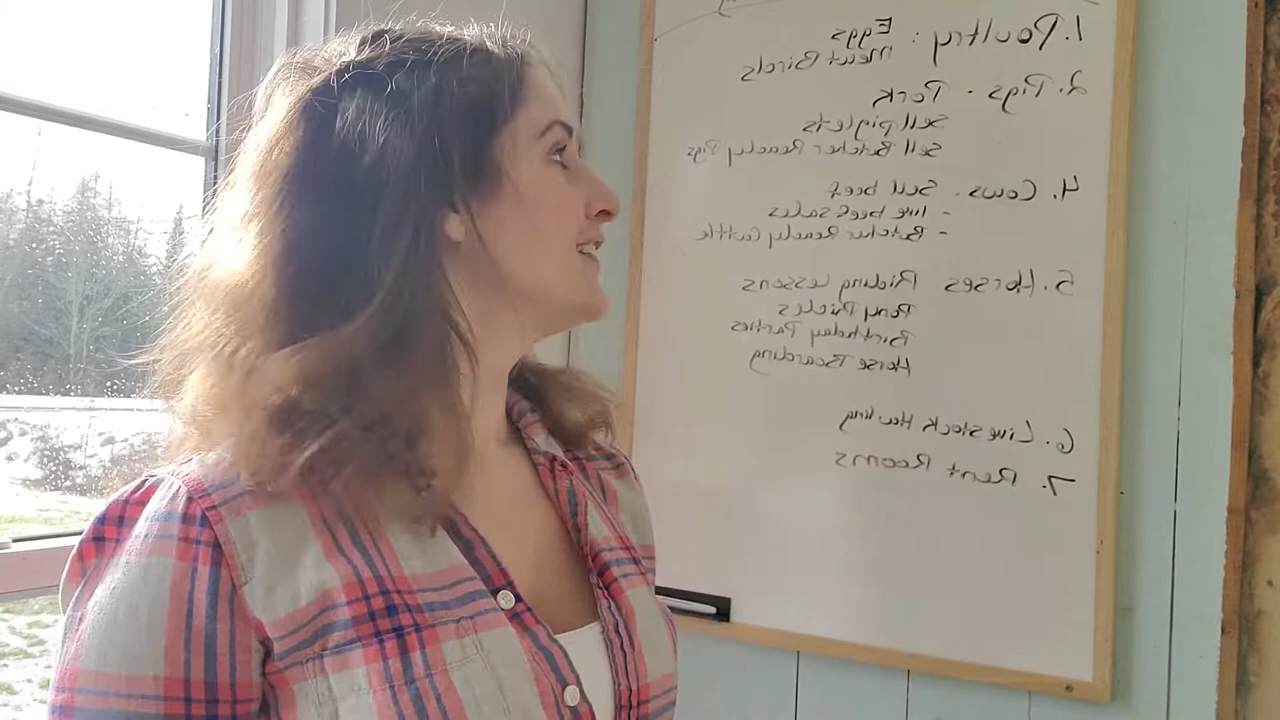 1. Poultry: Eggs
Meat Birds
2. Pigs - Pork
Sell piglets
Sell Butcher Ready Pigs
4. Cows - Sell beef
- live beef sales
- Butcher Ready Cattle
5. Horses Riding Lessons
Pony Rides
Birthday Parties
Horse Boarding
6. Livestock Hauling
7. Rent Rooms